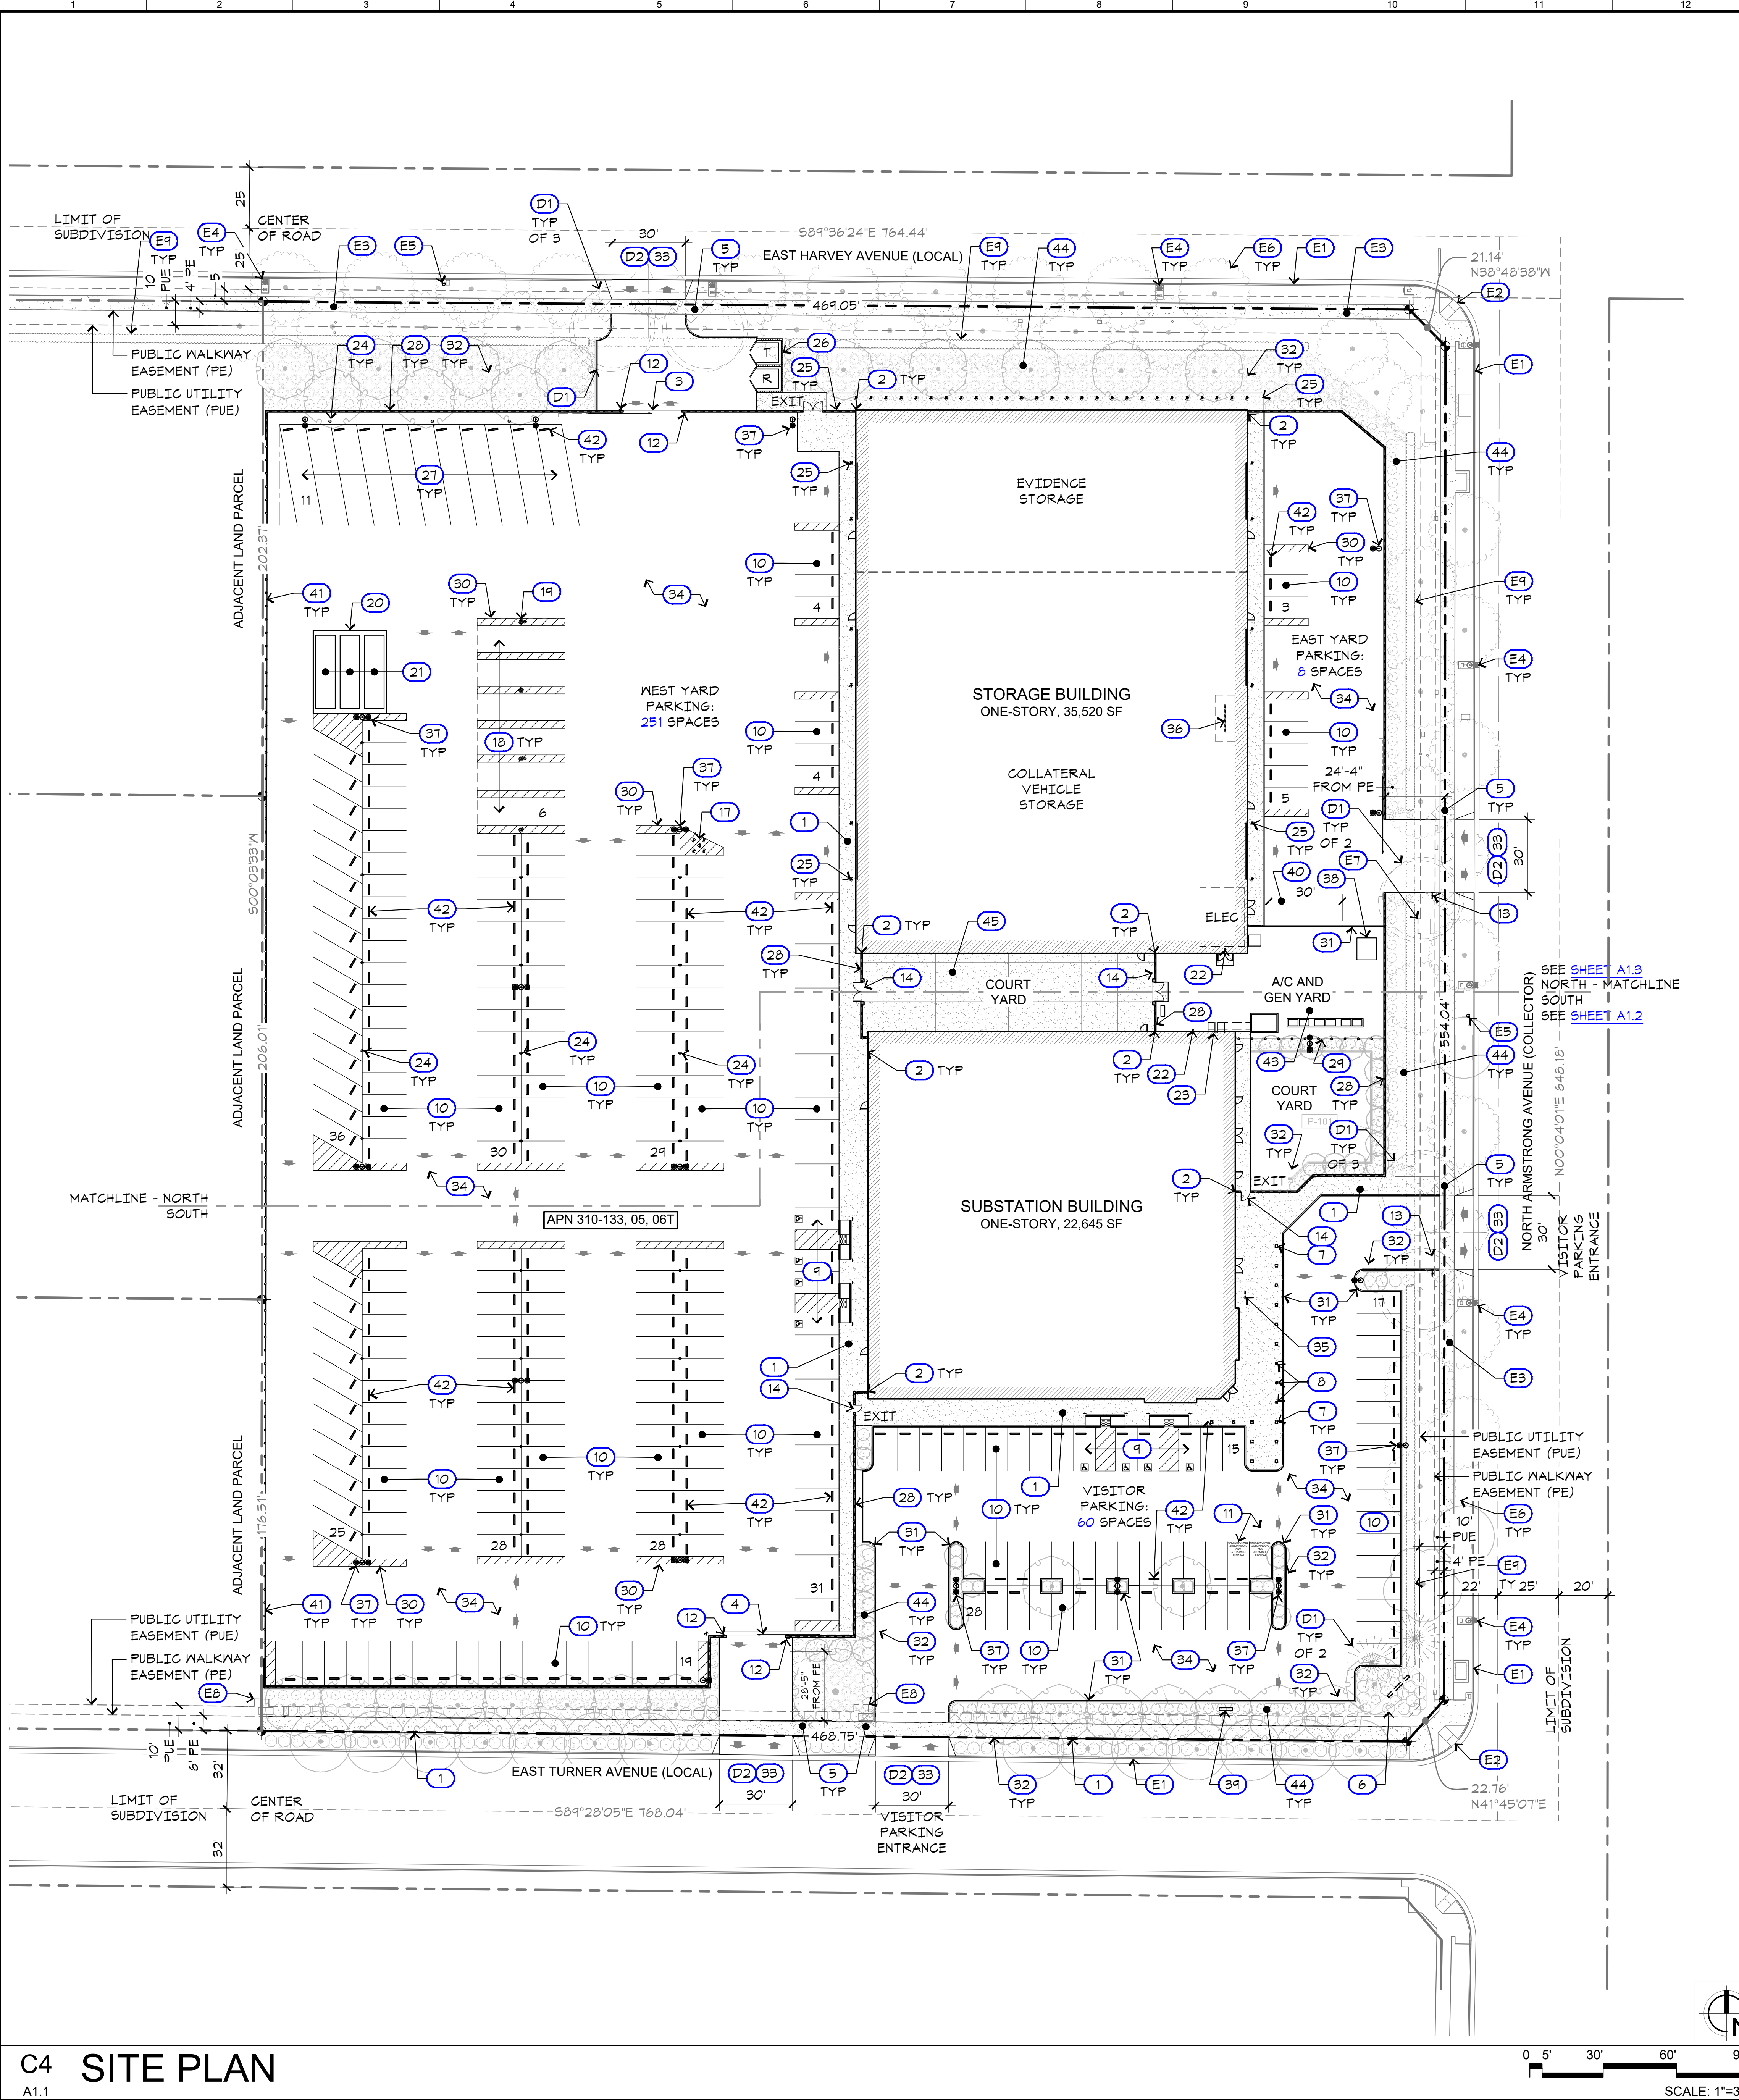 1 2 3 4 5 6 7 8 9 10 11 12
25'
LIMIT OF
SUBDIVISION
CENTER
OF ROAD
E9
TYP
E4
TYP
25'
10'
PUE
4' PE
5'
E3
E5
D1
TYP
OF 3
30'
D2 33
5
TYP
S89°36'24"E 764.44'
EAST HARVEY AVENUE (LOCAL)
E9
TYP
44
TYP
E4
TYP
E6
TYP
E1
E3
21.14'
N38°48'38"W
E2
469.05'
PUBLIC WALKWAY
EASEMENT (PE)
PUBLIC UTILITY
EASEMENT (PUE)
24
TYP
28
TYP
32
TYP
D1
12
3
T
R
26
25
TYP
2 TYP
32
TYP
25
TYP
E1
EXIT
42
TYP
12
37
TYP
2
TYP
44
TYP
27
TYP
11
25
TYP
EVIDENCE
STORAGE
37
TYP
42
TYP
30
TYP
ADJACENT LAND PARCEL
202.37'
10
TYP
4
10
TYP
3
E9
TYP
41
TYP
20
30
TYP
19
34
EAST YARD
PARKING:
8 SPACES
E4
TYP
21
WEST YARD
PARKING:
251 SPACES
STORAGE BUILDING
ONE-STORY, 35,520 SF
34
37
TYP
18 TYP
10
TYP
4
36
10
TYP
37
TYP
30
TYP
17
6
COLLATERAL
VEHICLE
STORAGE
24'-4"
FROM PE
5
5
TYP
D1
TYP
OF 2
1
25
TYP
25
TYP
E7
40
38
30'
D2 33
30'
S00°03'33"W
42
TYP
42
TYP
ELEC
13
2 TYP
45
2
TYP
31
28
TYP
14
COURT
YARD
14
22
A/C AND
GEN YARD
SEE SHEET A1.3
NORTH - MATCHLINE
SOUTH
SEE SHEET A1.2
28
ADJACENT LAND PARCEL
206.01'
554.04'
NORTH ARMSTRONG AVENUE (COLLECTOR)
N00°04'01"E 648.18'
E5
24
TYP
24
TYP
24
TYP
2 TYP
2
TYP
22
23
43
29
28
TYP
44
TYP
10
TYP
10
TYP
10
TYP
COURT
YARD
32
TYP
D1
TYP
OF 3
36
30
29
34
2
TYP
EXIT
5
TYP
MATCHLINE - NORTH
SOUTH
APN 310-133, 05, 06T
SUBSTATION BUILDING
ONE-STORY, 22,645 SF
1
14
7
13
32
TYP
D2 33
30'
VISITOR
PARKING
ENTRANCE
9
31
TYP
17
E4
TYP
35
1
14
2 TYP
8
E3
42
TYP
EXIT
7
TYP
10
TYP
10
TYP
10
TYP
9
15
37
TYP
PUBLIC UTILITY
EASEMENT (PUE)
PUBLIC WALKWAY
EASEMENT (PE)
ADJACENT LAND PARCEL
176.51'
42
TYP
28 TYP
1
10 TYP
VISITOR
PARKING:
60 SPACES
42
TYP
11
34
31
TYP
10
E6
TYP
10'
PUE
4' PE
25
28
28
31
TYP
32
TYP
E9
TY
22' 25' 20'
41
TYP
37
TYP
30
TYP
34
30
TYP
31
44
TYP
28
PUBLIC UTILITY
EASEMENT (PUE)
PUBLIC WALKWAY
EASEMENT (PE)
10 TYP
12
4
32
TYP
37
TYP
10
31
TYP
34
37
TYP
D1
TYP
OF 2
32
TYP
E4
TYP
19
12
28'-5"
FROM PE
E1
E8
E8
LIMIT OF
SUBDIVISION
10'
PUE
6' PE
32'
468.75'
1
EAST TURNER AVENUE (LOCAL)
D2 33
5
TYP
D2 33
32
TYP
1
E1
39
44
TYP
6
E2
22.76'
N41°45'07"E
LIMIT OF
SUBDIVISION
CENTER
OF ROAD
S89°28'05"E 768.04'
30'
30'
VISITOR
PARKING
ENTRANCE
32'
N
C4
A1.1
SITE PLAN
0 5' 30' 60' 9
SCALE: 1"=3